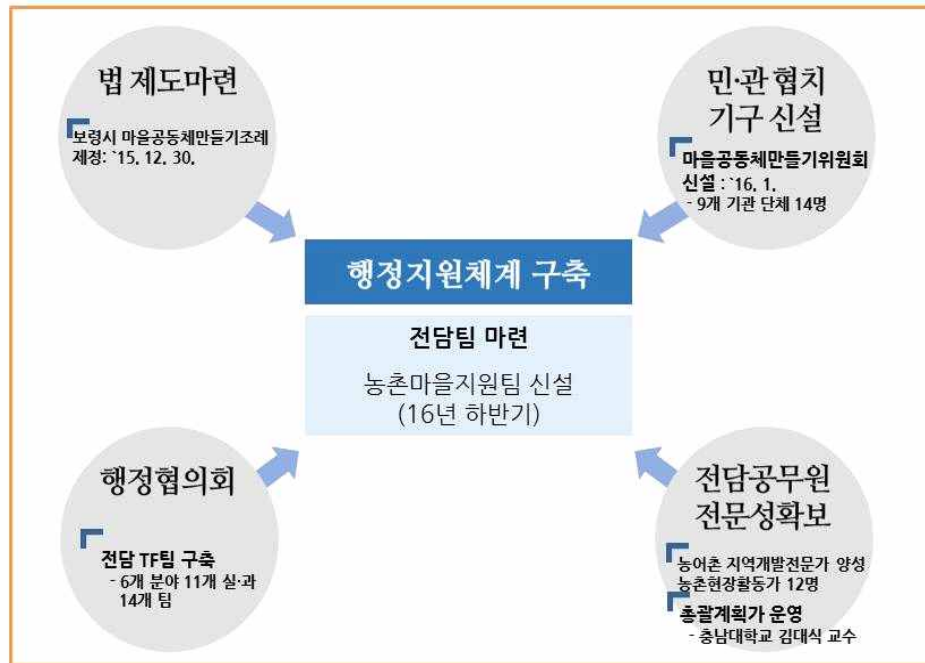 법 제도마련
보령시 마을공동체만들기조례
제정: `15. 12. 30.
민·관 협치
기구 신설
마을공동체만들기위원회
신설 : `16. 1.
- 9개 기관 단체 14명
행정지원체계 구축
전담팀 마련
농촌마을지원팀 신설
(16년 하반기)
행정협의회
전담 TF팀 구축
- 6개 분야 11개 실·과
14개 팀
전담공무원
전문성확보
농어촌 지역개발전문가 양성
농촌현장활동가 12명
총괄계획가 운영
- 충남대학교 김대식 교수